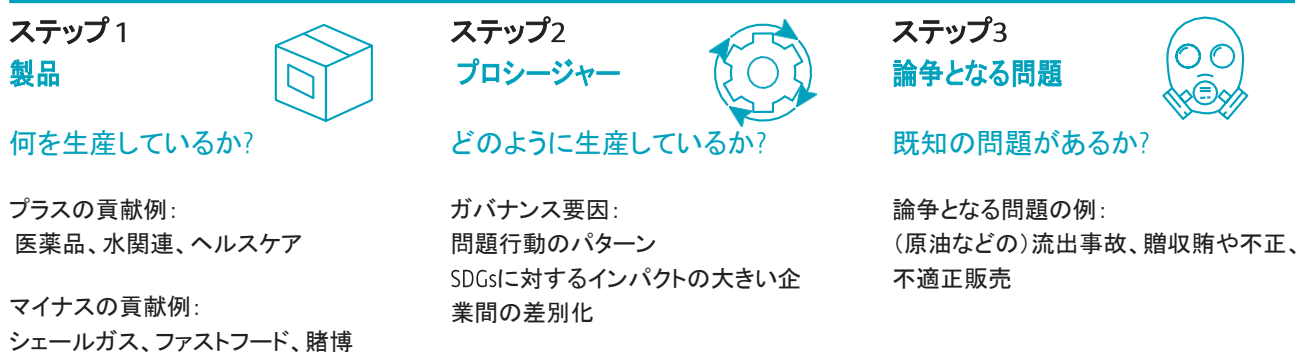 ステップ1
製品
何を生産しているか?
プラスの貢献例:
医薬品、水関連、ヘルスケア
マイナスの貢献例:
シェールガス、ファストフード、賭博
ステップ2
プロシージャー
どのように生産しているか?
ガバナンス要因:
問題行動のパターン
SDGsに対するインパクトの大きい企
業間の差別化
ステップ3
論争となる問題
既知の問題があるか?
論争となる問題の例:
(原油などの)流出事故、贈収賄や不正、
不適正販売